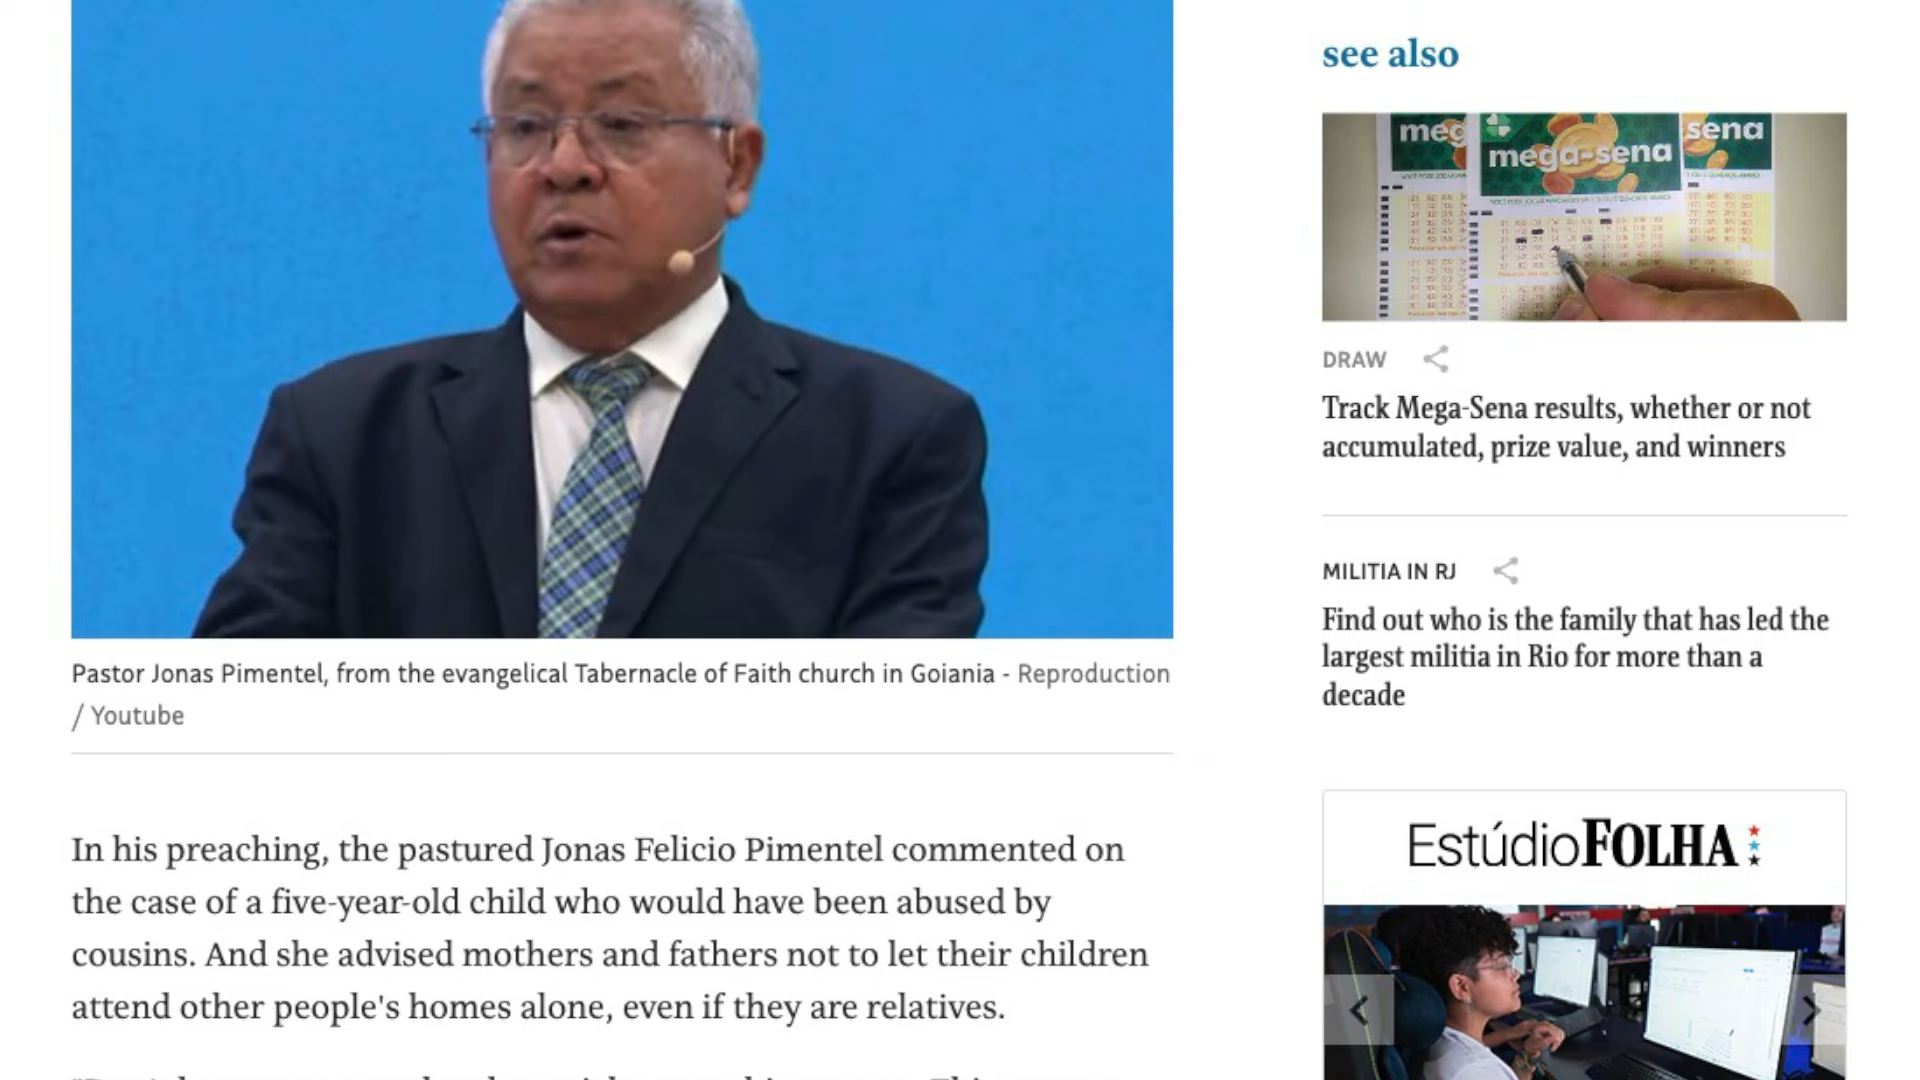 see also
meg
mega-sena
sena
DRAW
Track Mega-Sena results, whether or not
accumulated, prize value, and winners
MILITIA IN RJ
Find out who is the family that has led the
largest militia in Rio for more than a
decade
EstúdioFOLHA
Pastor Jonas Pimentel, from the evangelical Tabernacle of Faith church in Goiania - Reproduction
/ Youtube
In his preaching, the pastured Jonas Felicio Pimentel commented on
the case of a five-year-old child who would have been abused by
cousins. And she advised mothers and fathers not to let their children
attend other people's homes alone, even if they are relatives.